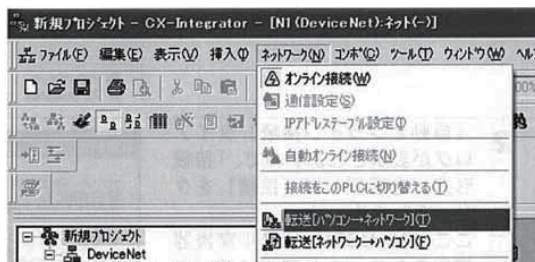 新規ﾌﾟﾛｼﾞｪｸﾄ - CX-Integrator - [N1 (DeviceNet):ﾈｯﾄ(-)]
ﾌｧｲﾙ(F) 編集(E) 表示(V) 挿入(I) ﾈｯﾄﾜｰｸ(N) ｺﾝﾎﾟ(C) ﾂｰﾙ(T) ｳｨﾝﾄﾞｳ(W) ﾍﾙ
オンライン接続(W)
通信設定(S)
IPｱﾄﾞﾚｽﾃｰﾌﾞﾙ設定(I)
自動オンライン接続(N)
接続をこのPLCに切り替える(T)
転送[ﾊﾟｿｺﾝ→ﾈｯﾄﾜｰｸ](T)
転送[ﾈｯﾄﾜｰｸ→ﾊﾟｿｺﾝ](F)
新規ﾌﾟﾛｼﾞｪｸﾄ
DeviceNet